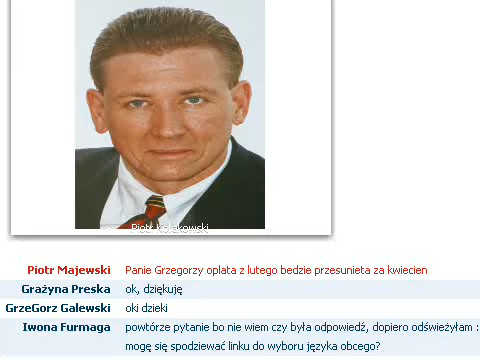 Piotr Kołakowski
Piotr Majewski Panie Grzegorzy oplata z lutego bedzie przesunieta za kwiecien
Grażyna Preska ok, dziękuję
GrzeGorz Galewski oki dzieki
Iwona Furmaga powtórze pytanie bo nie wiem czy była odpowiedź, dopiero odświeżyłam :
mogę się spodziewać linku do wyboru języka obcego?